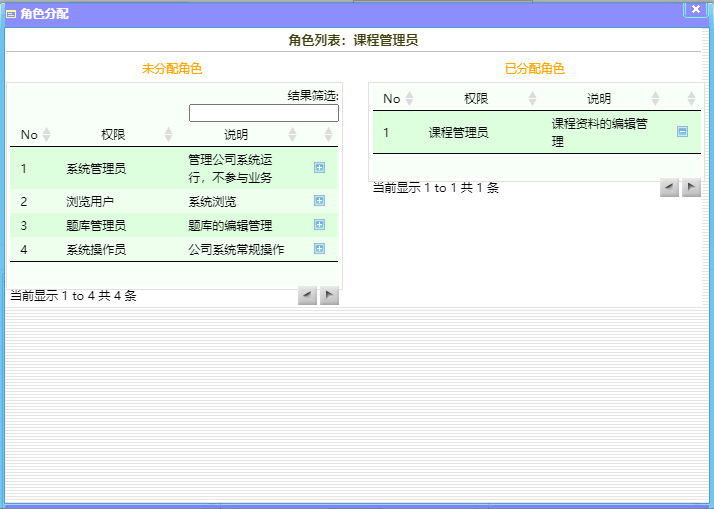 角色分配
角色列表：课程管理员
未分配角色
结果筛选:
No 权限 说明
1 系统管理员 管理公司系统运
行，不参与业务
2 浏览用户 系统浏览
3 题库管理员 题库的编辑管理
4 系统操作员 公司系统常规操作
当前显示 1 to 4 共 4 条
已分配角色
No 权限 说明
1 课程管理员 课程资料的编辑管
理
当前显示 1 to 1 共 1 条